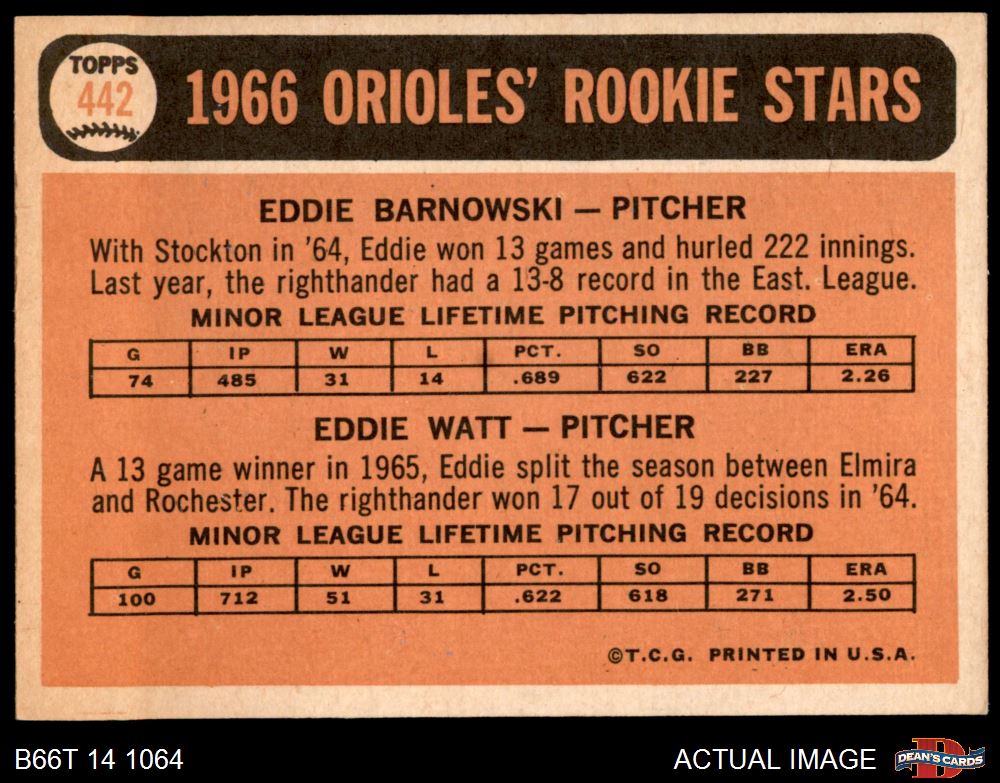 TOPPS
442
1966 ORIOLES' ROOKIE STARS
EDDIE BARNOWSKI — PITCHER
With Stockton in '64, Eddie won 13 games and hurled 222 innings.
Last year, the righthander had a 13-8 record in the East. League.
MINOR LEAGUE LIFETIME PITCHING RECORD
G IP W L PCT. SO BB ERA
74 485 31 14 .689 622 227 2.26
EDDIE WATT — PITCHER
A 13 game winner in 1965, Eddie split the season between Elmira
and Rochester. The righthander won 17 out of 19 decisions in '64.
MINOR LEAGUE LIFETIME PITCHING RECORD
G IP W L PCT. SO BB ERA
100 712 51 31 .622 618 271 2.50
©T.C.G. PRINTED IN U.S.A.
B66T 14 1064
ACTUAL IMAGE
D
DEAN'S CARDS